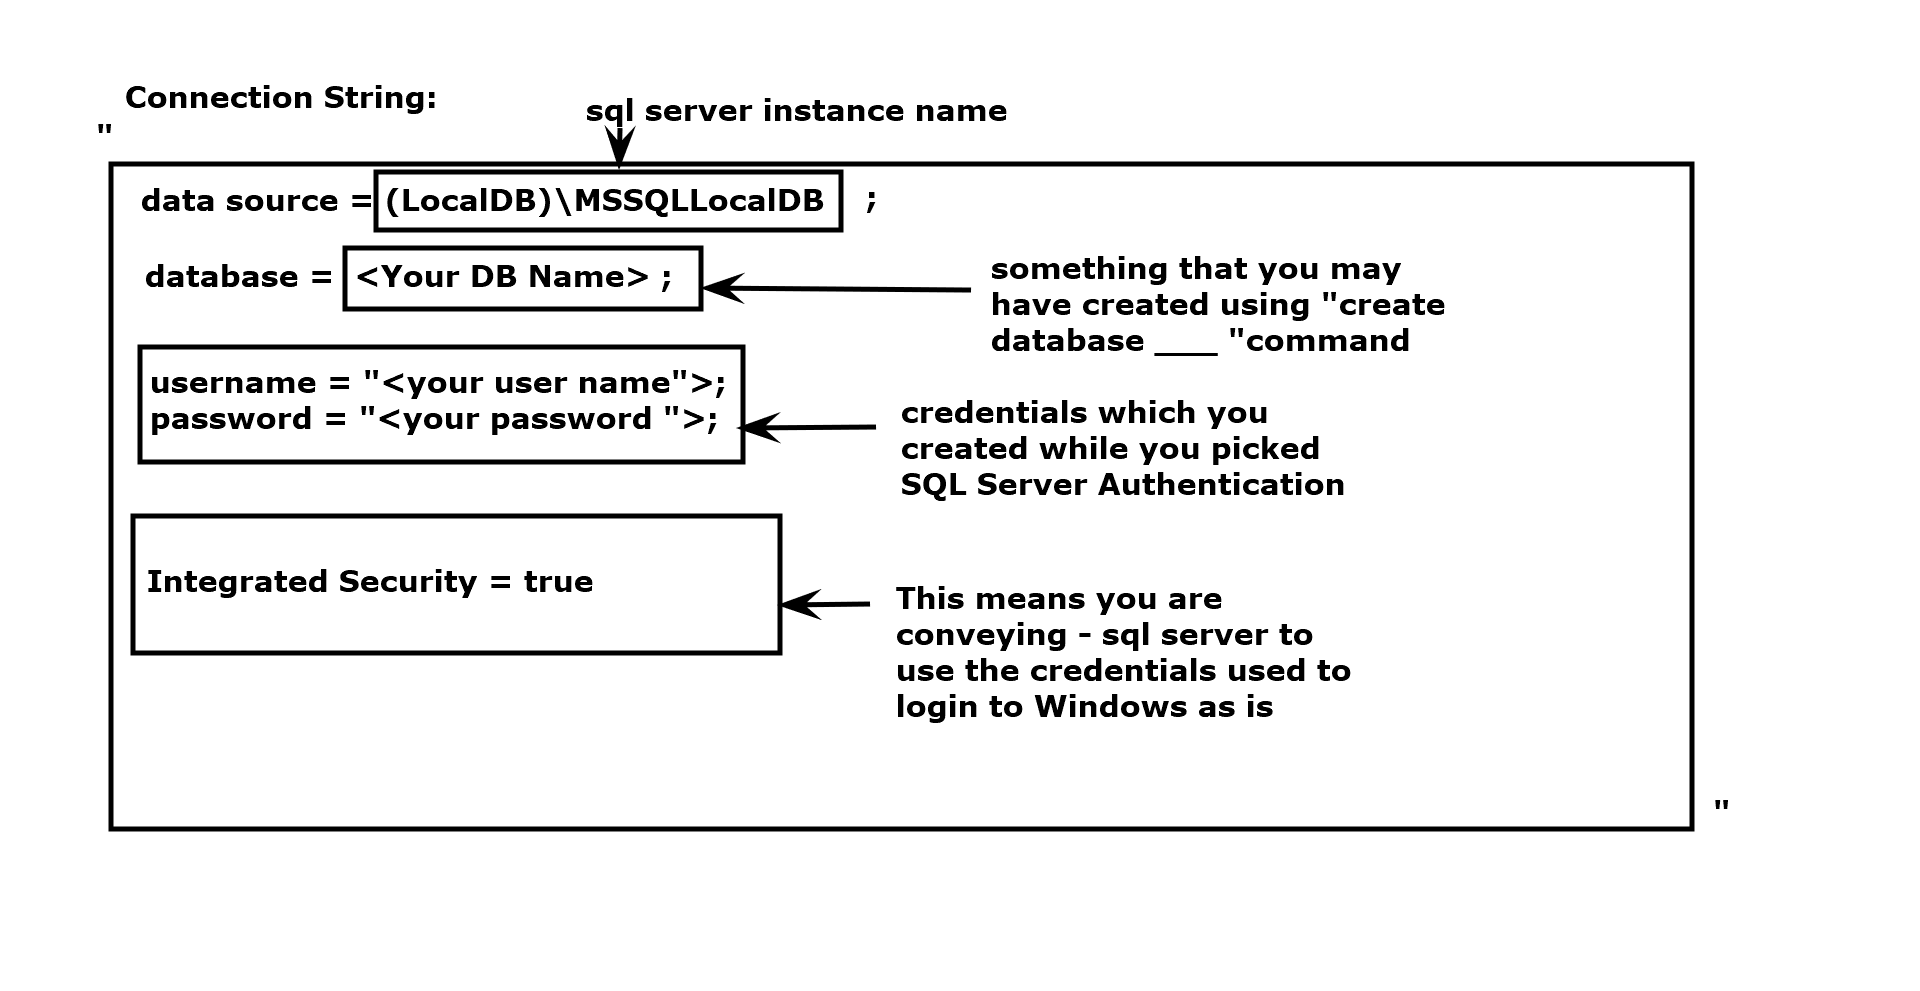 Connection String:
"
sql server instance name
data source = (LocalDB)\MSSQLLocalDB ;
database = <Your DB Name> ;
something that you may
have created using "create
database ____ "command
username = "<your user name">;
password = "<your password ">;
credentials which you
created while you picked
SQL Server Authentication
Integrated Security = true
This means you are
conveying - sql server to
use the credentials used to
login to Windows as is
"